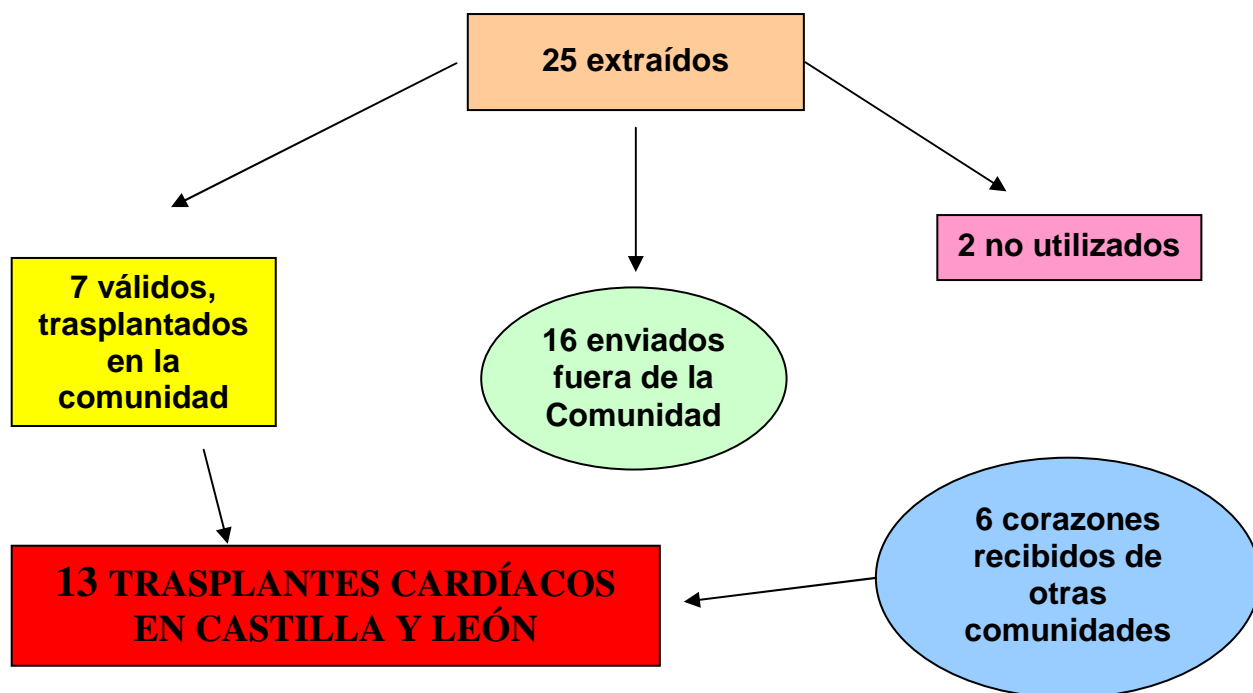 25 extraídos
2 no utilizados
7 válidos,
trasplantados
en la
comunidad
16 enviados
fuera de la
Comunidad
6 corazones
recibidos de
otras
comunidades
13 TRASPLANTES CARDÍACOS
EN CASTILLA Y LEÓN